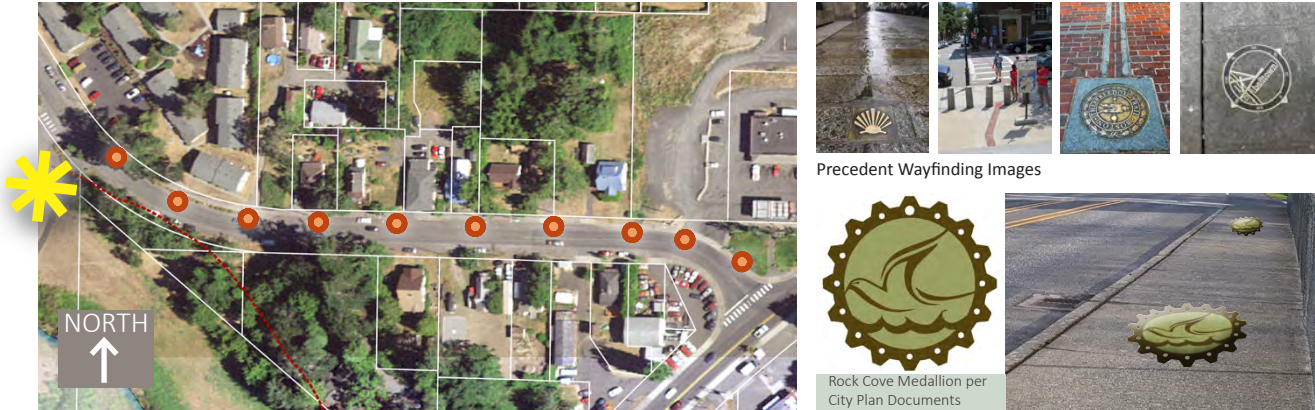 NORTH
Precedent Wayfinding Images
Rock Cove Medallion per
City Plan Documents